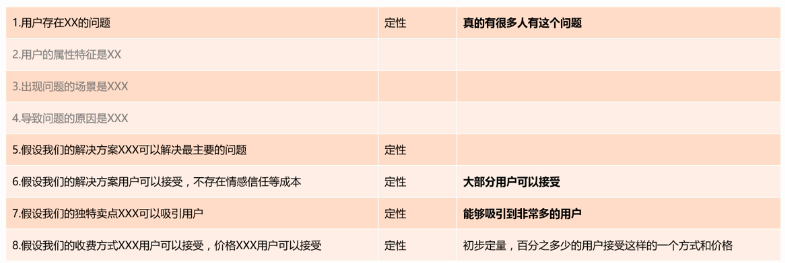 1.用户存在XX的问题 定性 真的有很多人有这个问题
2.用户的属性特征是XX
3.出现问题的场景是XXX
4.导致问题的原因是XXX
5.假设我们的解决方案XXX可以解决最主要的问题 定性
6.假设我们的解决方案用户可以接受，不存在情感信任等成本 定性 大部分用户可以接受
7.假设我们的独特卖点XXX可以吸引用户 定性 能够吸引到非常多的用户
8.假设我们的收费方式XXX用户可以接受，价格XXX用户可以接受 定性 初步定量，百分之多少的用户接受这样的一个方式和价格